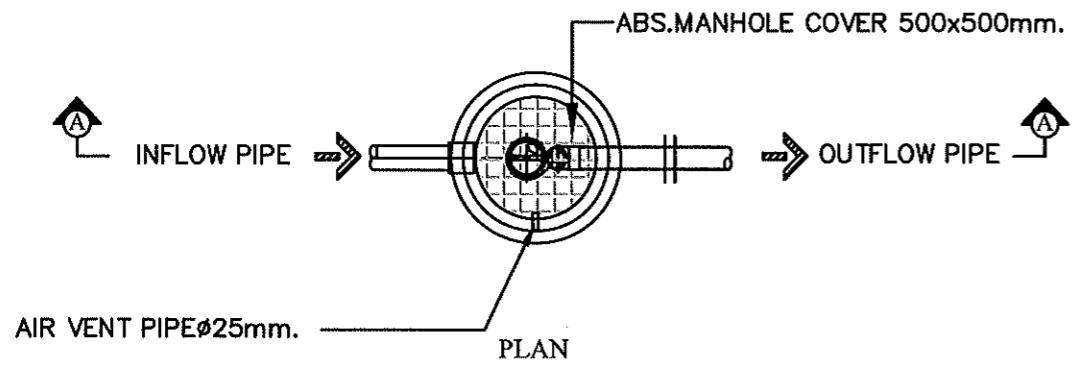 ABS.MANHOLE COVER 500x500mm.
A
A
INFLOW PIPE
OUTFLOW PIPE
AIR VENT PIPEø25mm.
PLAN